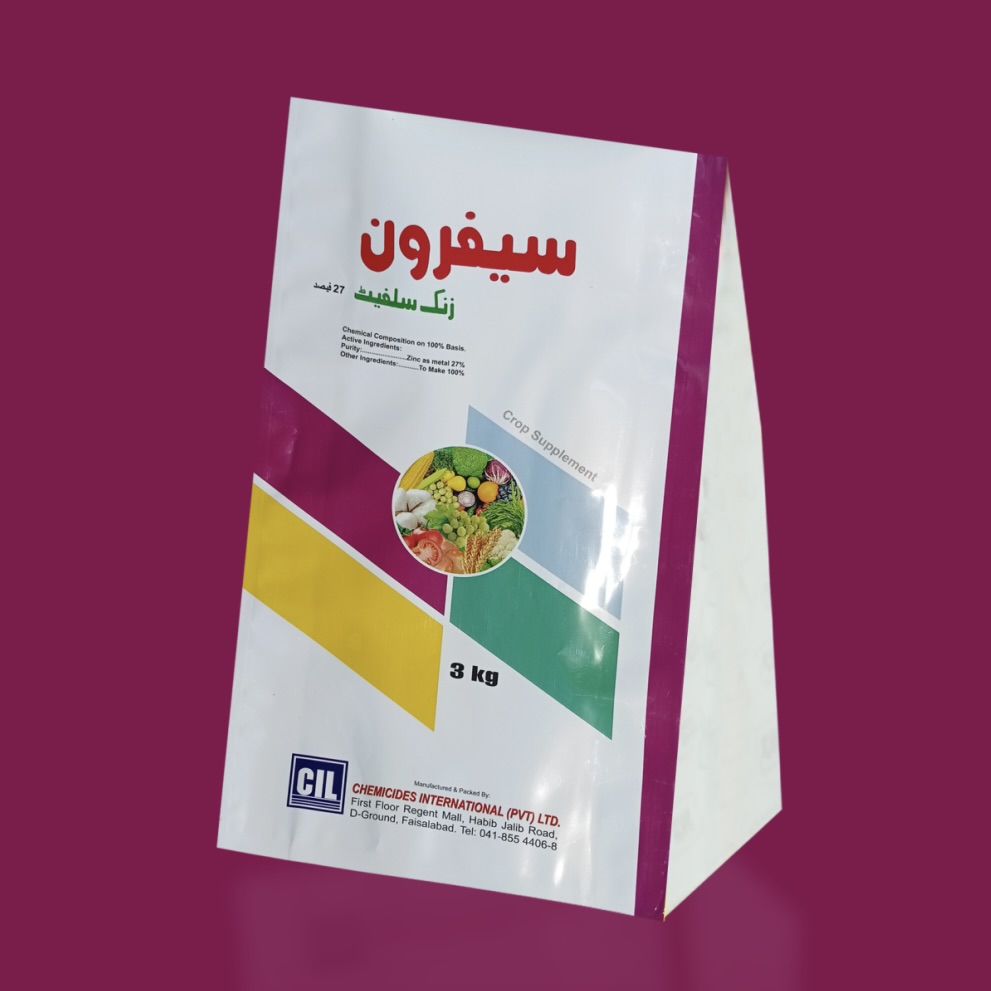 سیفرون
زنک سلفیٹ 27 فیصد
Chemical Composition on 100% Basis.
Active Ingredients:
Purity:......................Zinc as metal 27%
Other Ingredients:..........To Make 100%
Crop Supplement
3 kg
CIL
Manufactured & Packed By:
CHEMICIDES INTERNATIONAL (PVT) LTD.
First Floor Regent Mall, Habib Jalib Road,
D-Ground, Faisalabad. Tel: 041-855 4406-8